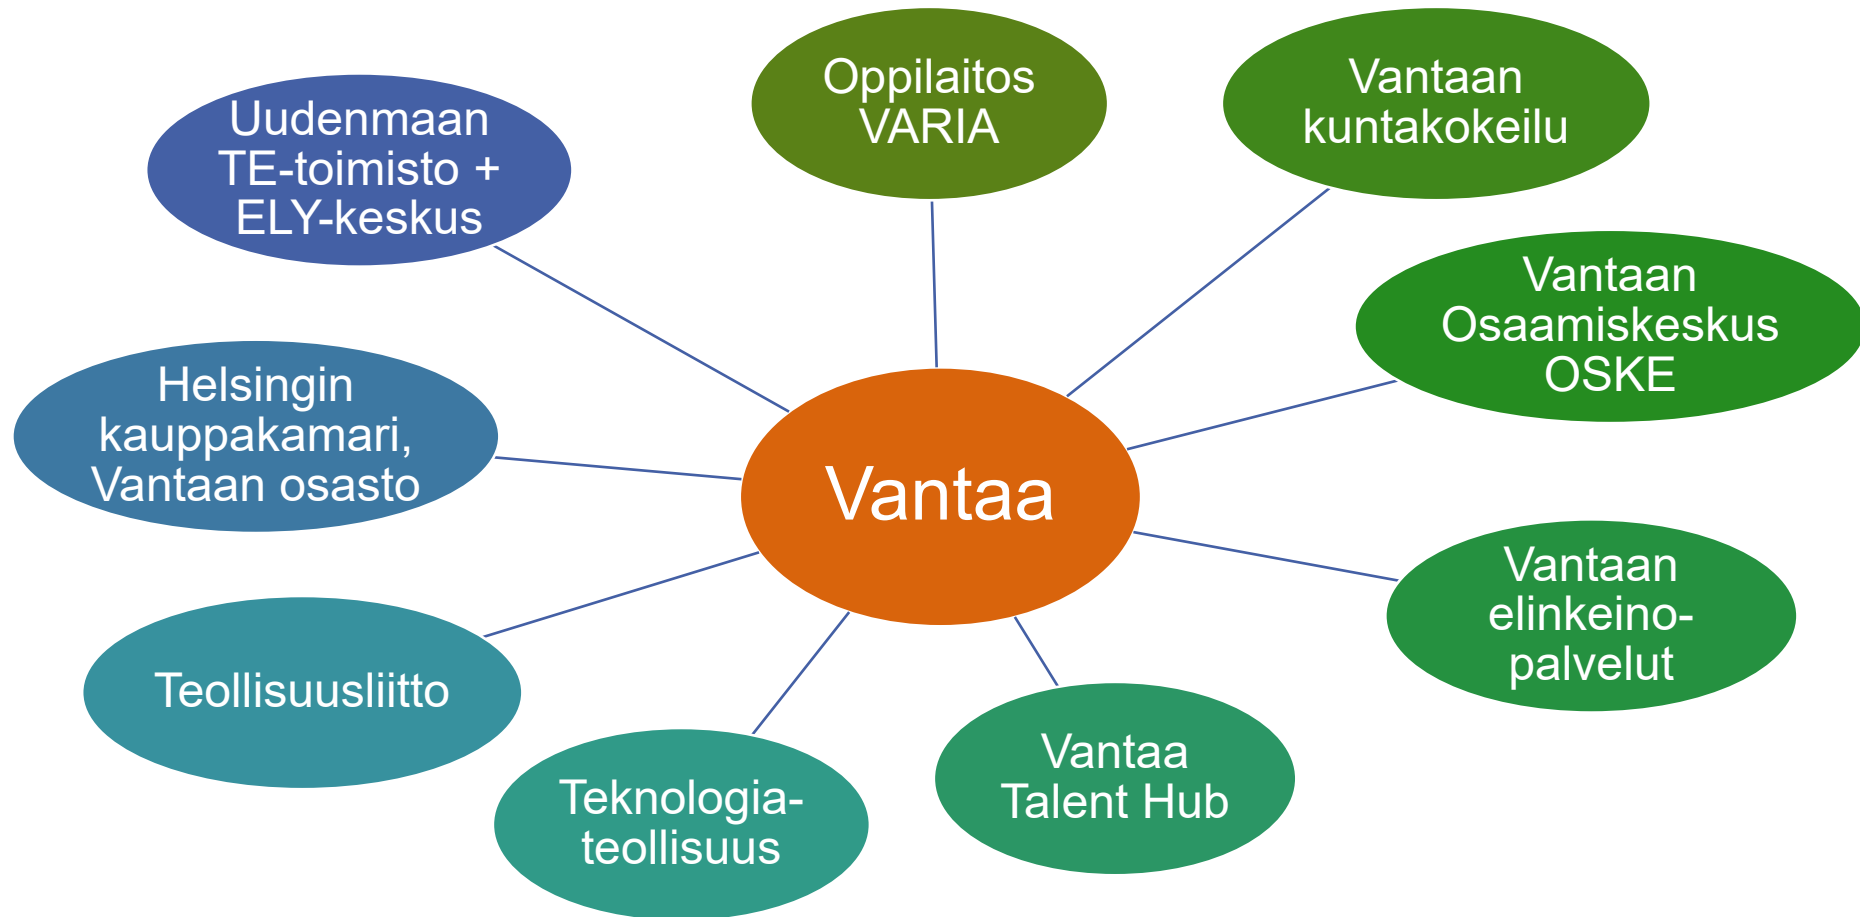 Oppilaitos
VARIA
Vantaan
kuntakokeilu
Uudenmaan
TE-toimisto +
ELY-keskus
Vantaan
Osaamiskeskus
OSKE
Helsingin
kauppakamari,
Vantaan osasto
Vantaa
Vantaan
elinkeino-
palvelut
Teollisuusliitto
Vantaa
Talent Hub
Teknologia-
teollisuus